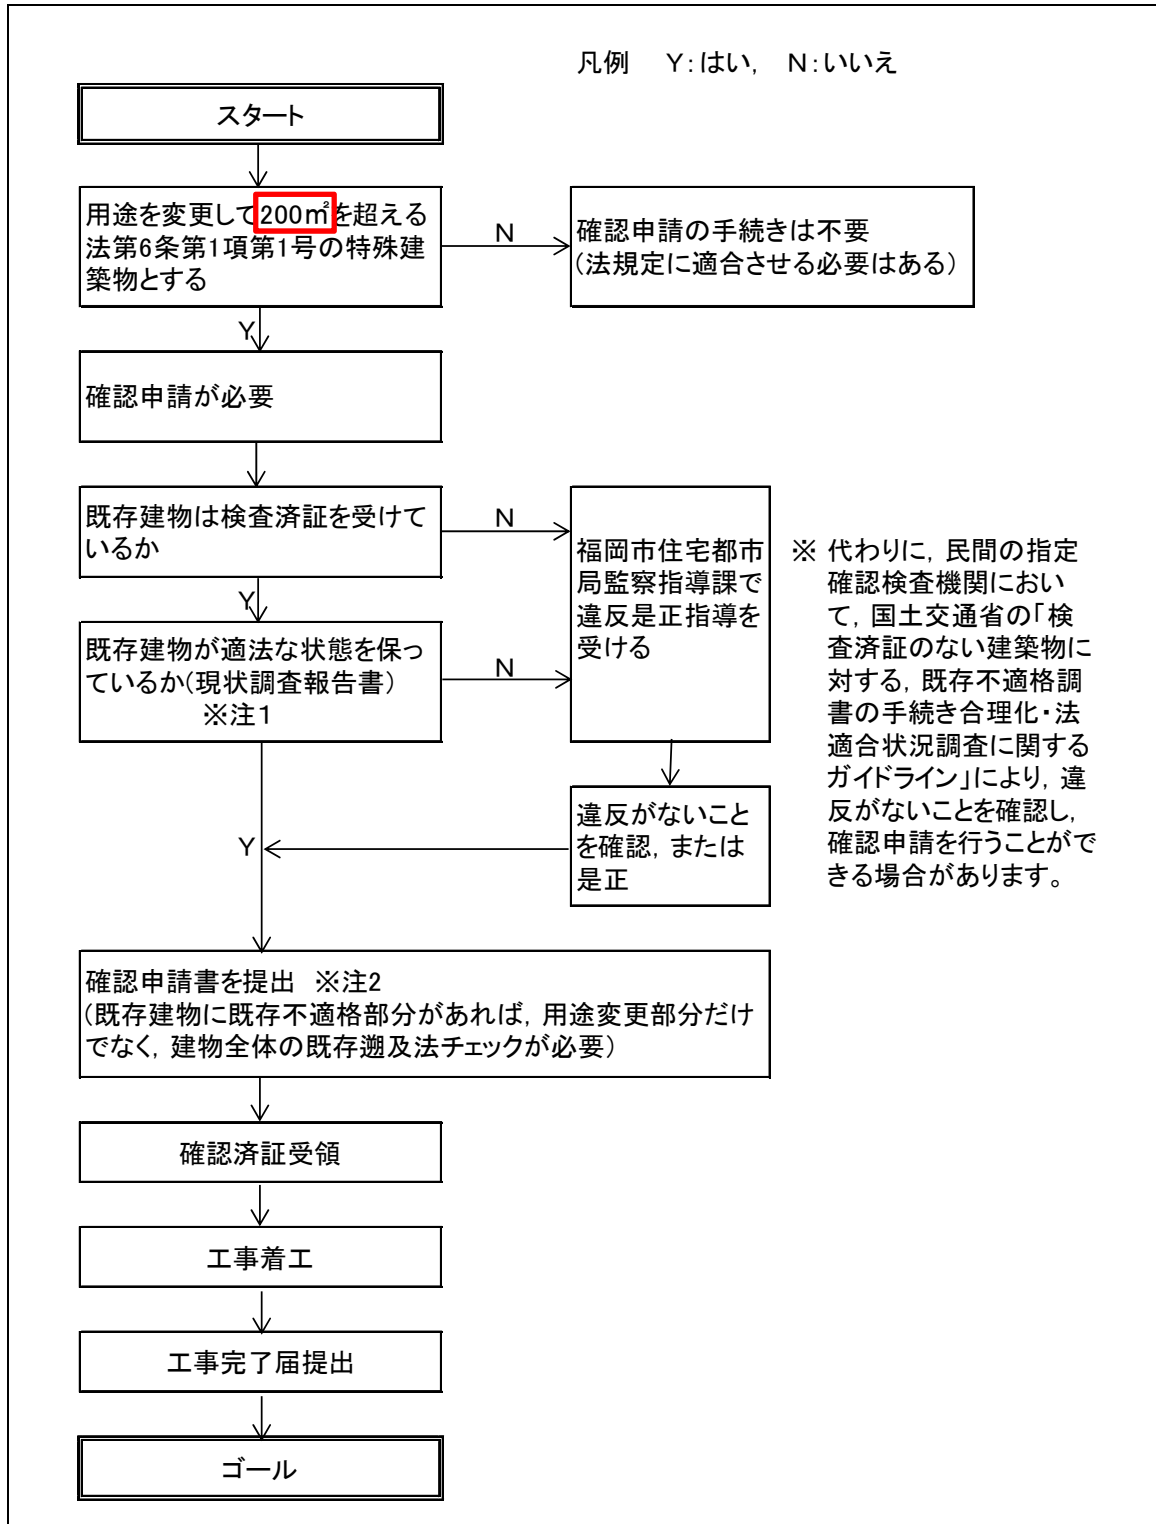 凡例　Y：はい，　N：いいえ
スタート
用途を変更して200㎡を超える
法第6条第1項第1号の特殊建
築物とする
N
確認申請の手続きは不要
（法規定に適合させる必要はある）
Y
確認申請が必要
既存建物は検査済証を受けて
いるか
N
福岡市住宅都市
局監察指導課で
違反是正指導を
受ける
※ 代わりに，民間の指定
確認検査機関におい
て，国土交通省の「検
査済証のない建築物に
対する，既存不適格調
書の手続き合理化・法
適合状況調査に関する
ガイドライン」により，違
反がないことを確認し，
確認申請を行うことがで
きる場合があります。
Y
既存建物が適法な状態を保っ
ているか（現状調査報告書）
※注1
N
違反がないこと
を確認，または
是正
Y
確認申請書を提出　※注2
（既存建物に既存不適格部分があれば，用途変更部分だけ
でなく，建物全体の既存遡及法チェックが必要）
確認済証受領
工事着工
工事完了届提出
ゴール